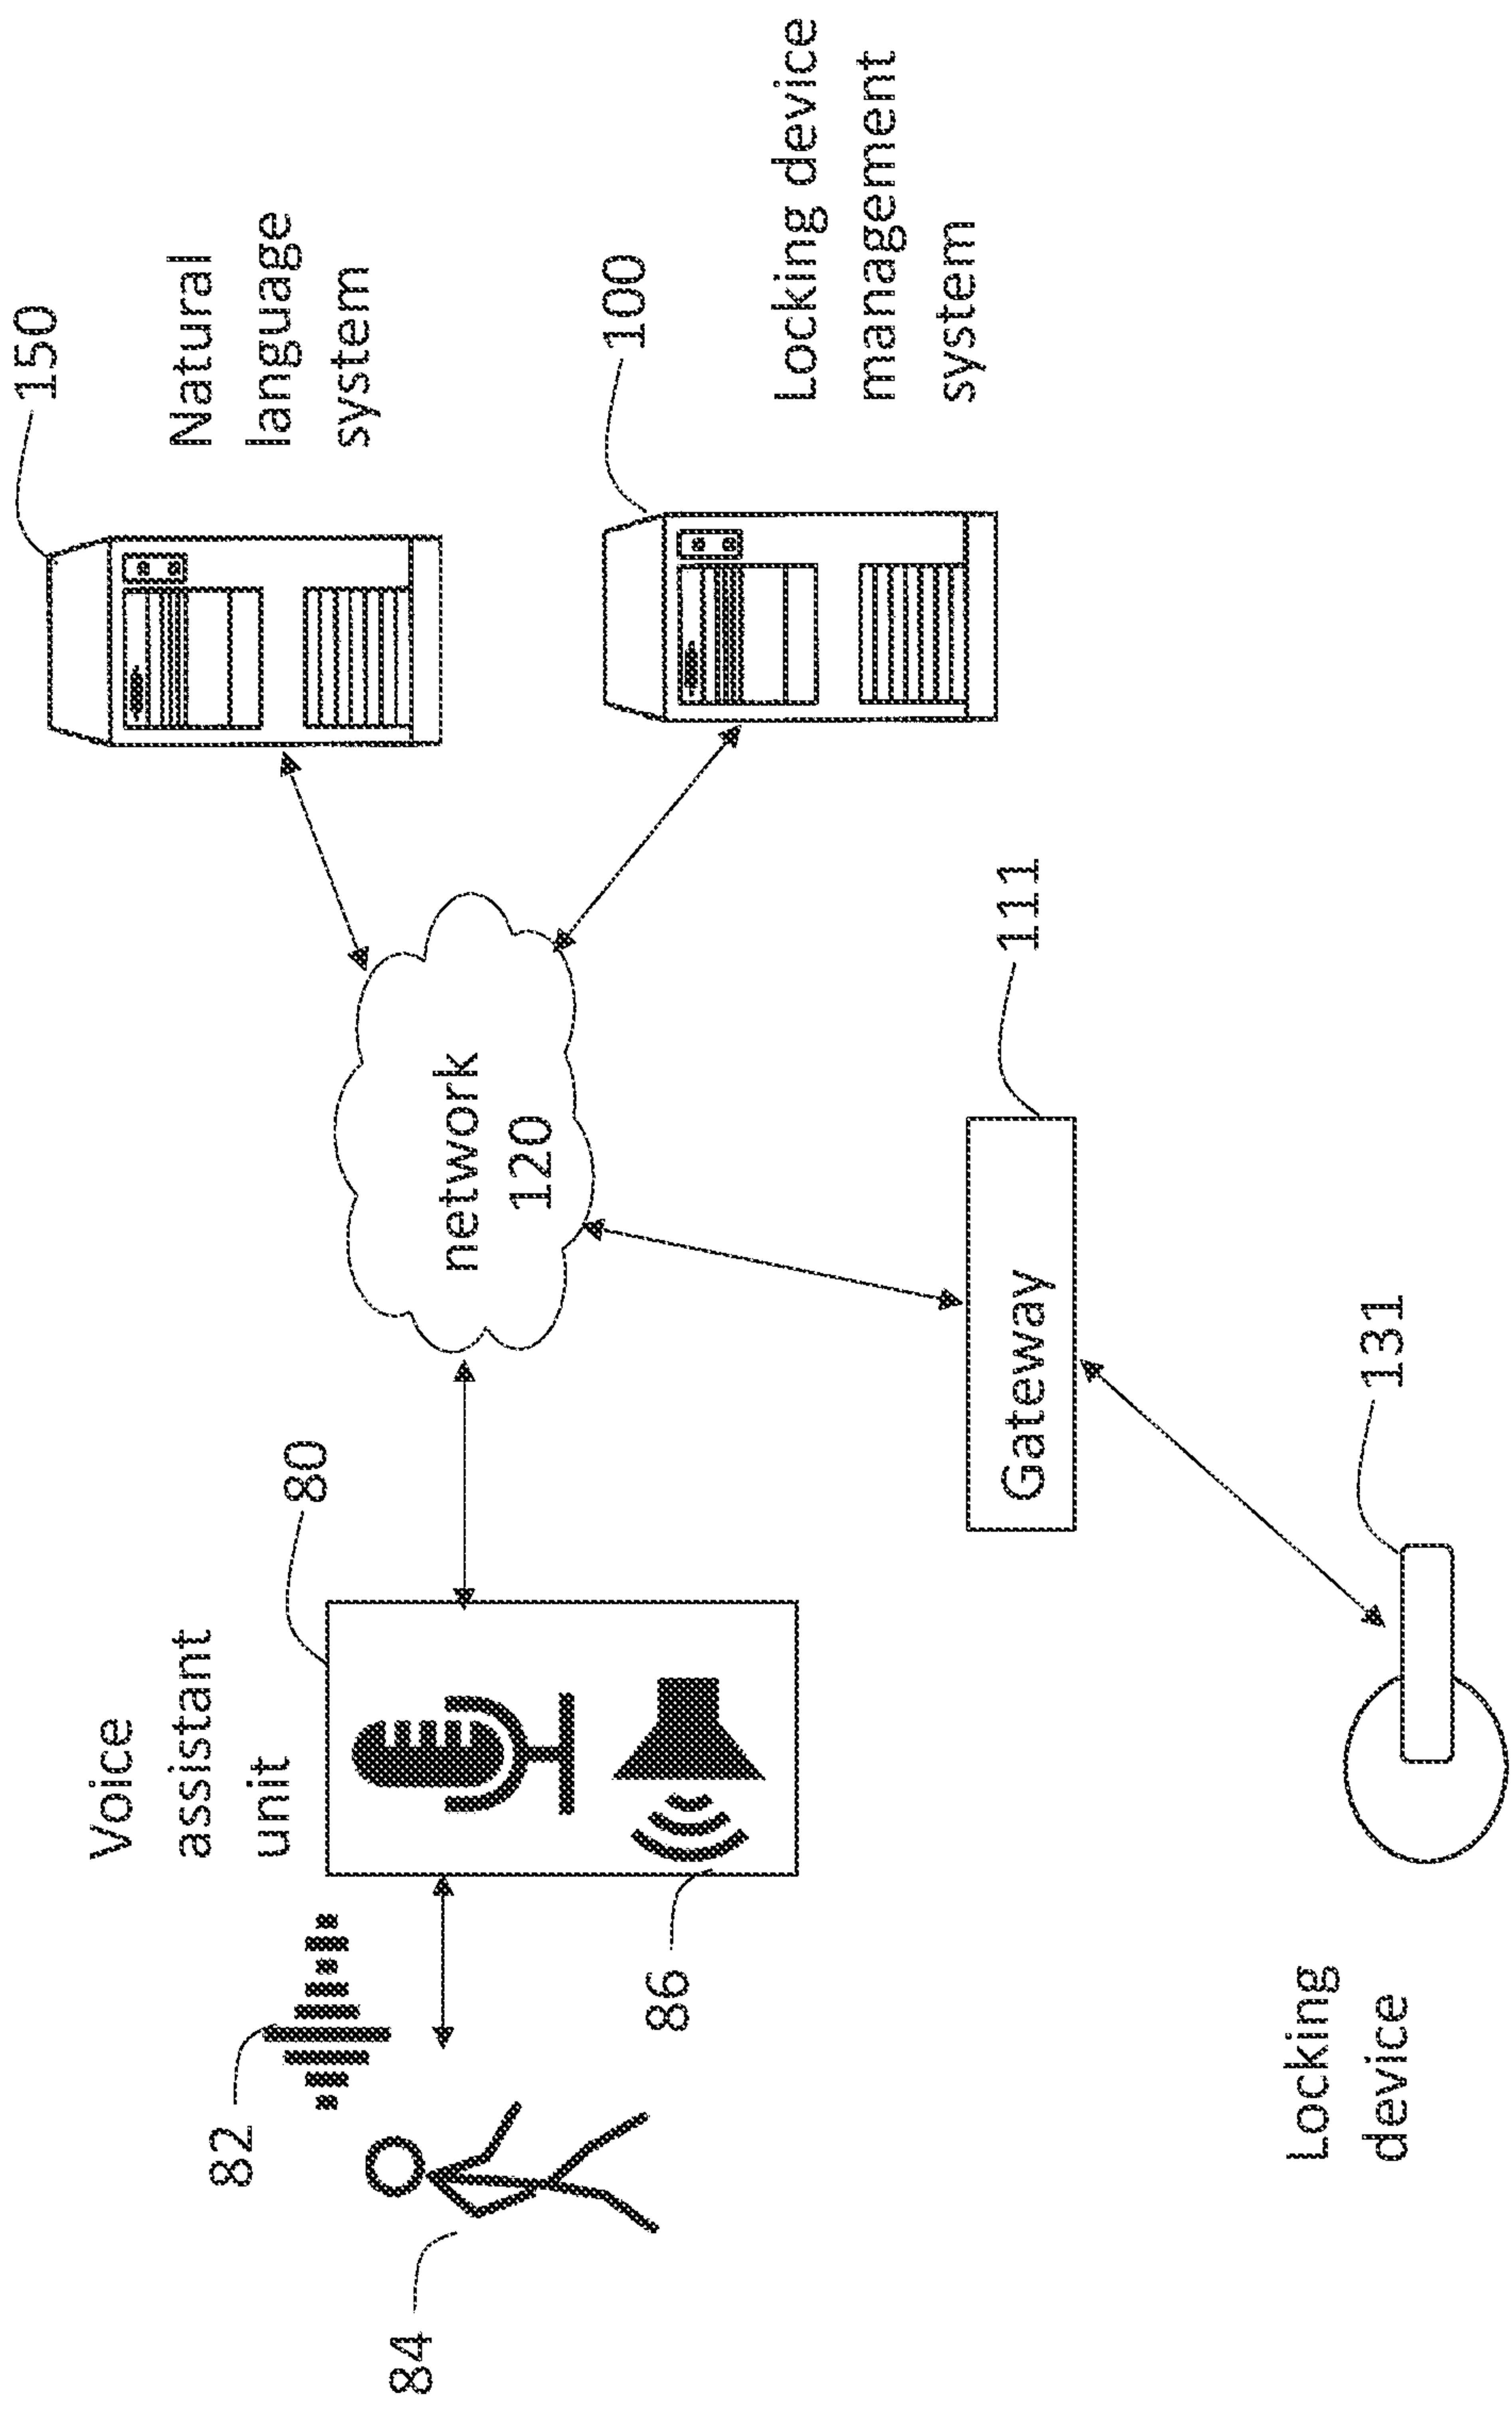 150
Natural
language
system
100
Locking device
management
system
network
120
Voice
assistant
unit
80
82
84
86
Gateway
111
131
Locking
device